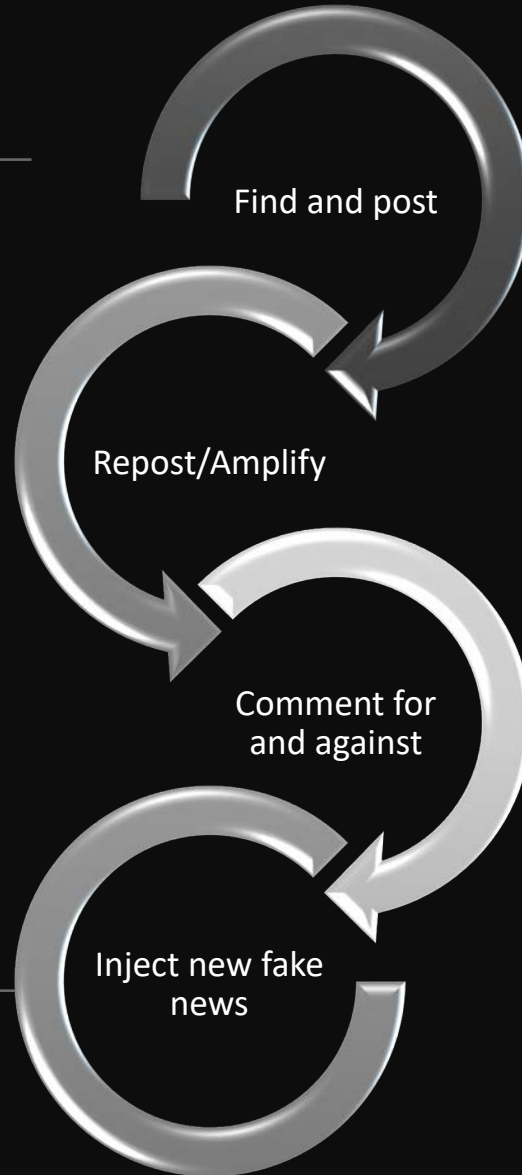 Find and post
Repost/Amplify
Comment for
and against
Inject new fake
news